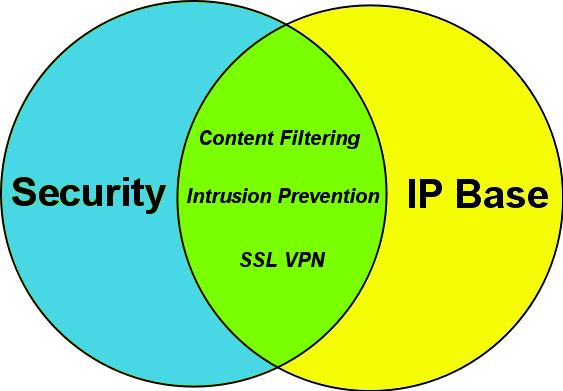 Content Filtering
Security
Intrusion Prevention
IP Base
SSL VPN